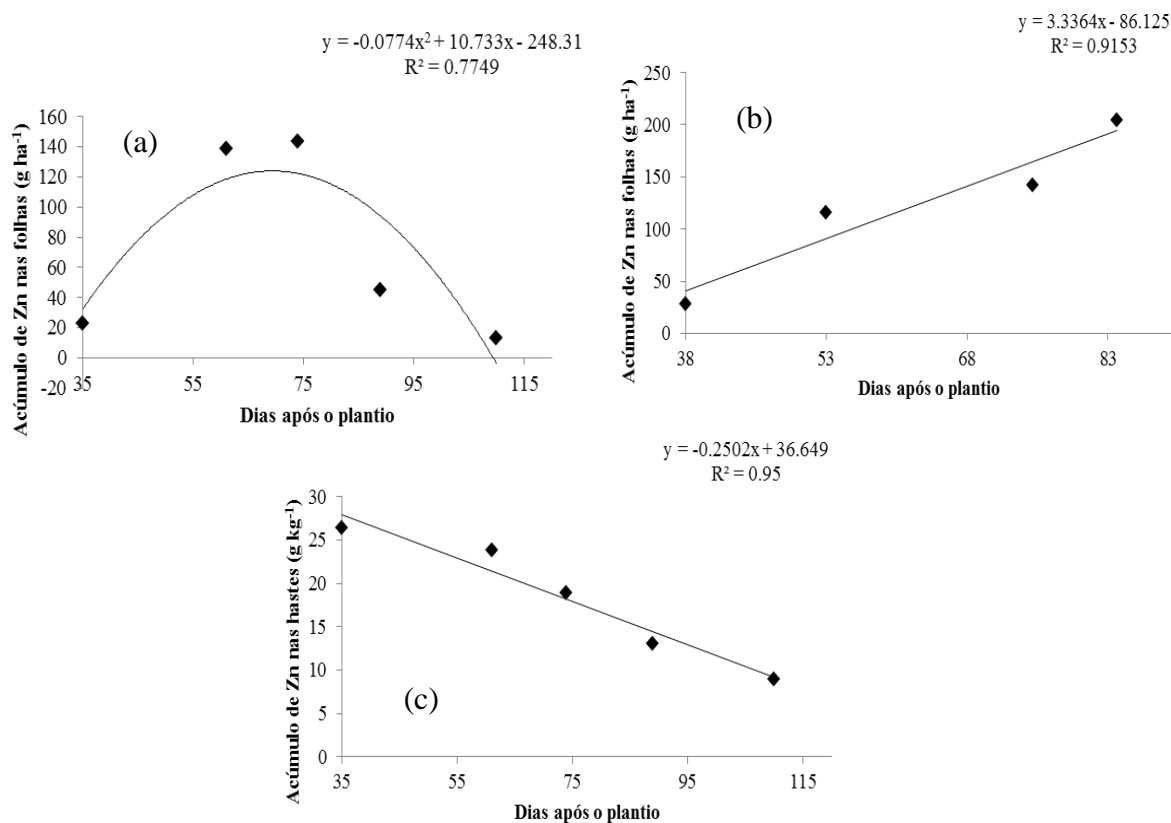 y = -0.0774x² + 10.733x - 248.31
R² = 0.7749
Acúmulo de Zn nas folhas (g ha⁻¹)
160
140
120
100
80
60
40
20
0
-20
(a)
35
55
75
95
115
Dias após o plantio
y = 3.3364x - 86.125
R² = 0.9153
Acúmulo de Zn nas folhas (g ha⁻¹)
250
200
150
100
50
0
(b)
38
53
68
83
Dias após o plantio
y = -0.2502x + 36.649
R² = 0.95
Acúmulo de Zn nas hastes (g kg⁻¹)
30
25
20
15
10
5
0
(c)
35
55
75
95
115
Dias após o plantio